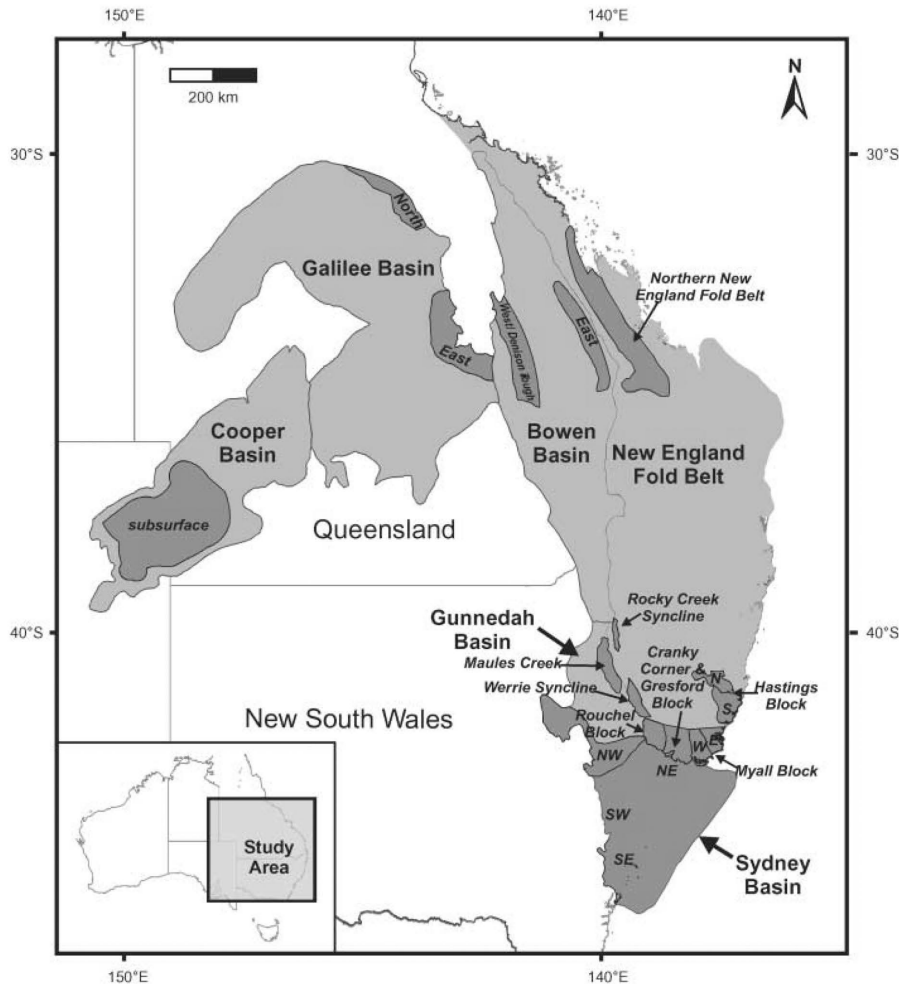 150°E
140°E
N
200 km
30°S
30°S
North
Galilee Basin
Northern New
England Fold Belt
West/ Denison
East
East
Cooper
Basin
Bowen
Basin
New England
Fold Belt
subsurface
Queensland
Rocky Creek
Syncline
40°S
40°S
Gunnedah
Basin
Cranky
Corner &
Gresford
Block
Maules Creek
N
Hastings
Block
Werrie Syncline
S
New South Wales
Rouchel
Block
W
E
NW
NE
Myall Block
SW
Study
Area
SE
Sydney
Basin
150°E
140°E